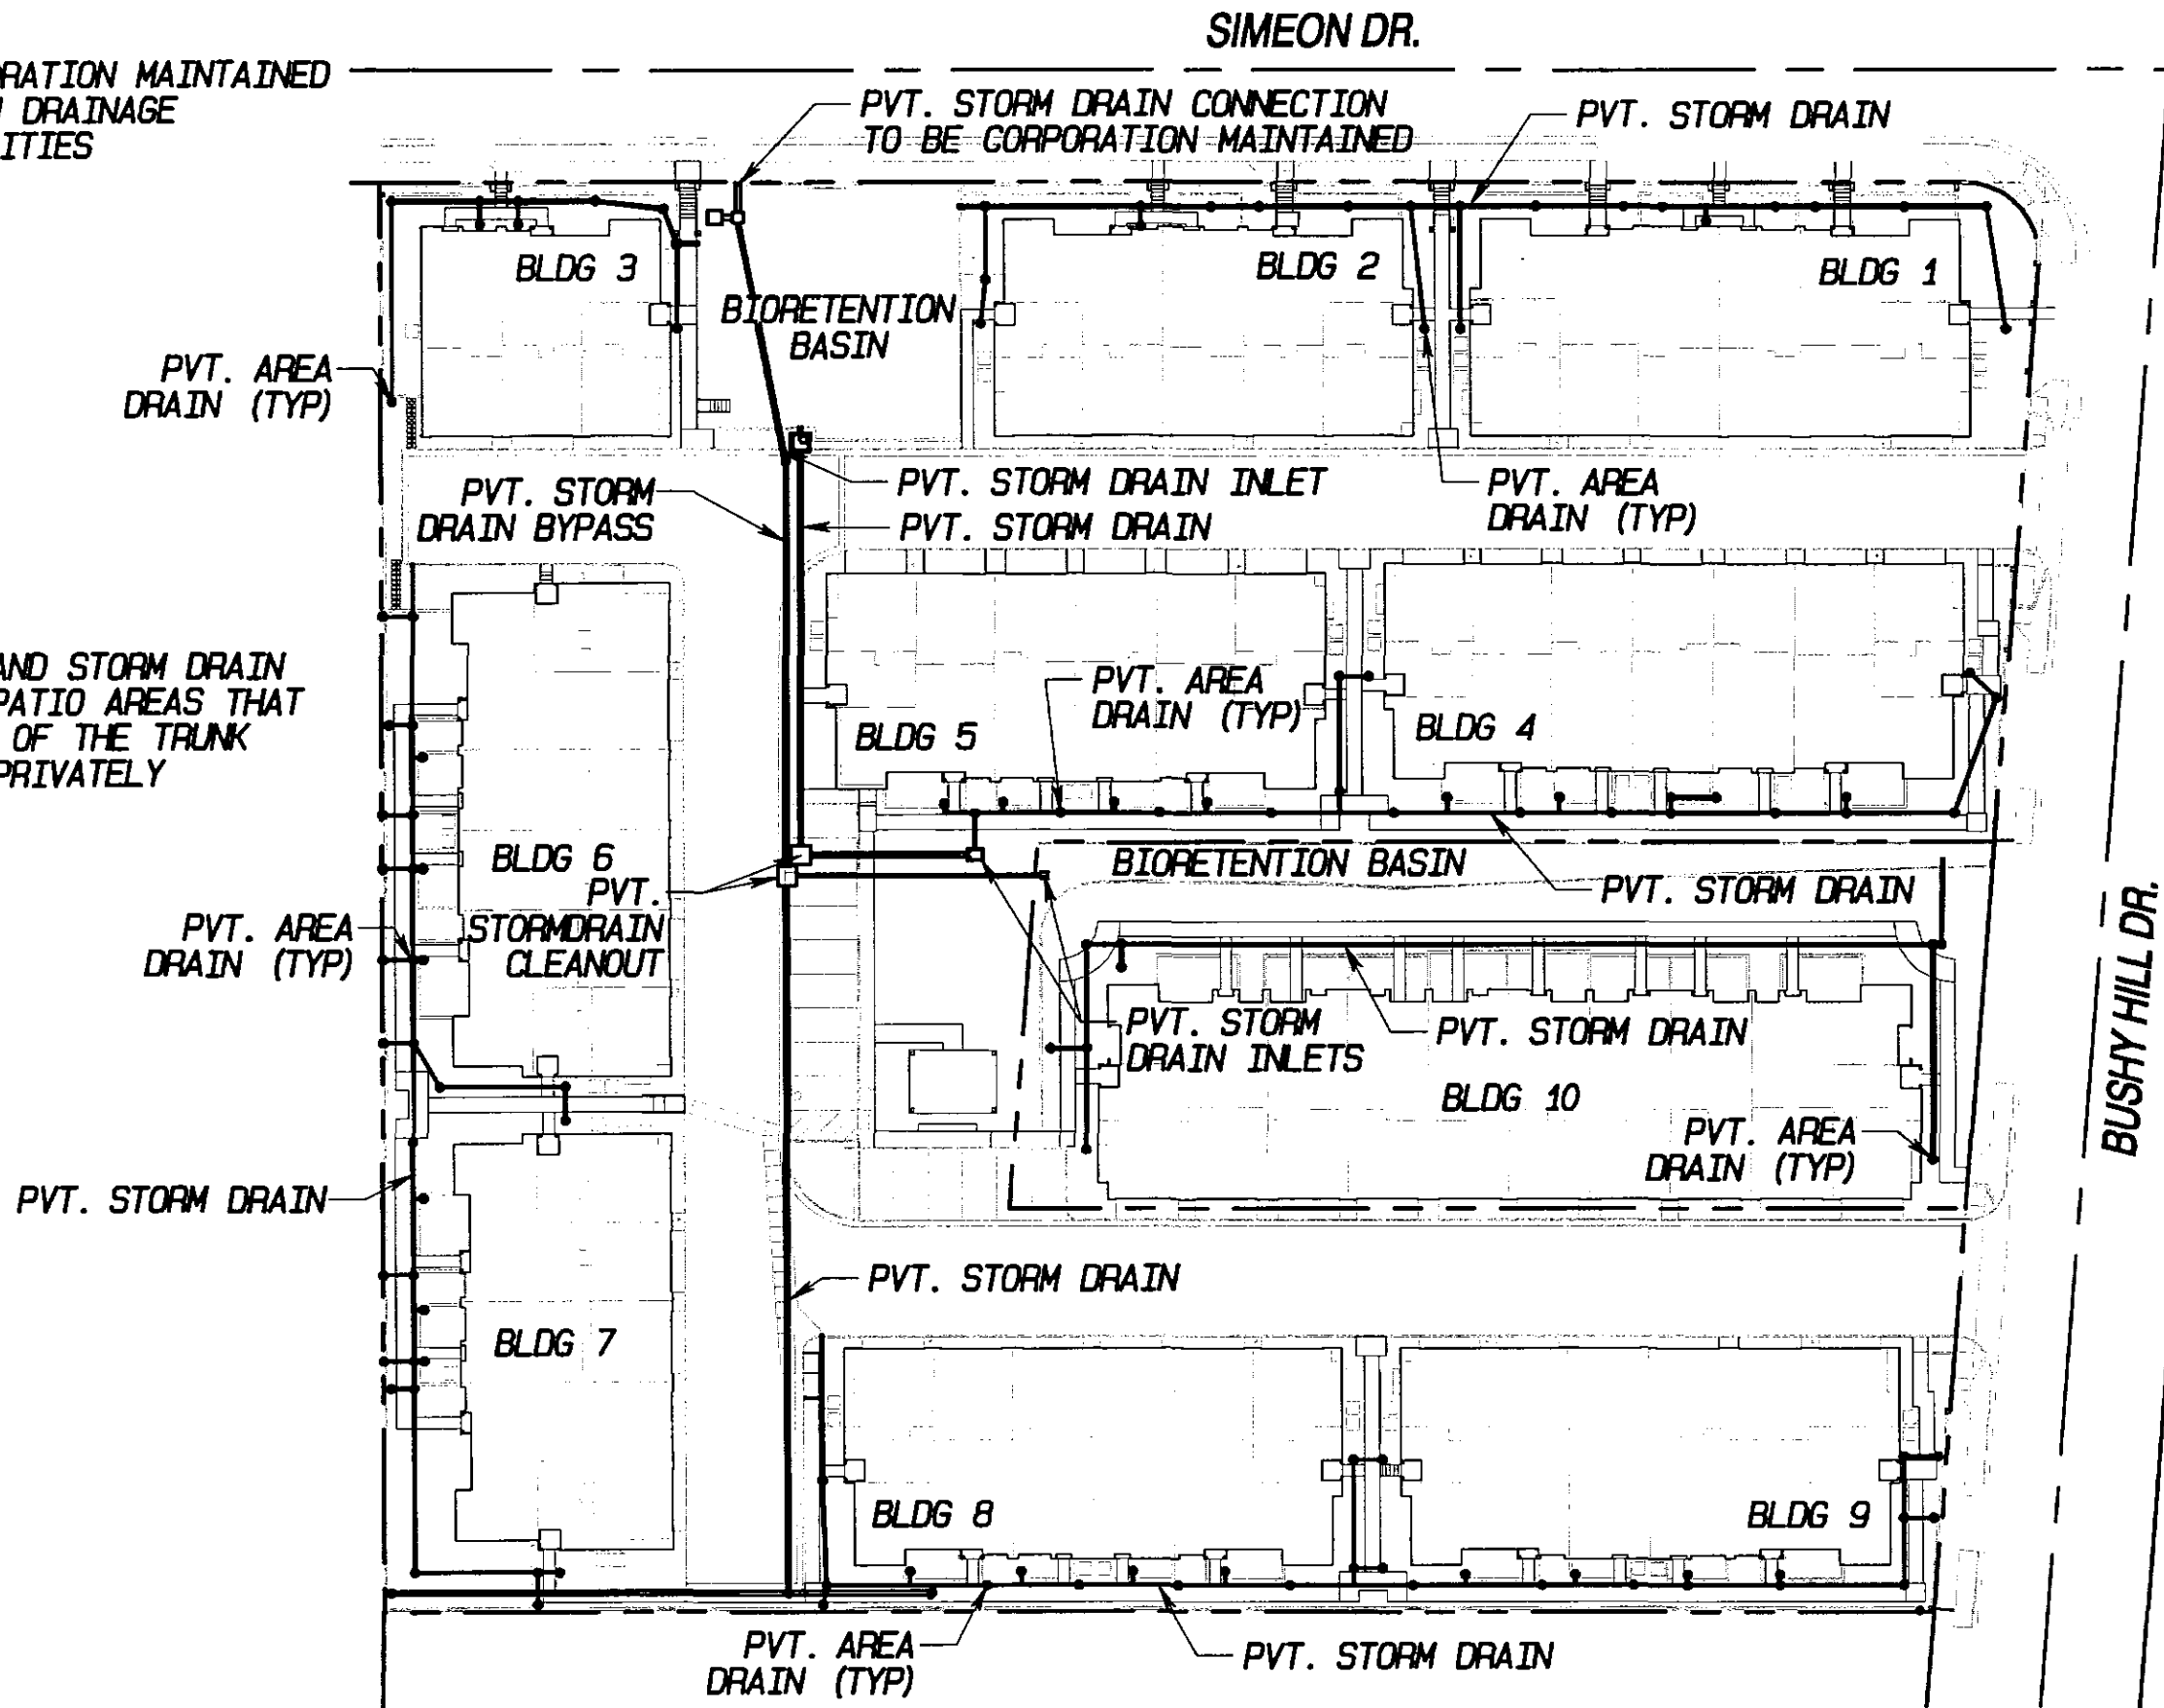 SIMEON DR.
RATION MAINTAINED
DRAINAGE
ITIES
PVT. STORM DRAIN CONNECTION
TO BE CORPORATION MAINTAINED
PVT. STORM DRAIN
BLDG 3
BLDG 2
BLDG 1
BIORETENTION
BASIN
PVT. AREA
DRAIN (TYP)
PVT. STORM
DRAIN BYPASS
PVT. STORM DRAIN INLET
PVT. STORM DRAIN
PVT. AREA
DRAIN (TYP)
AND STORM DRAIN
PATIO AREAS THAT
OF THE TRUNK
PRIVATELY
PVT. AREA
DRAIN (TYP)
BLDG 5
BLDG 4
BLDG 6
BIORETENTION BASIN
PVT. STORM DRAIN
PVT.
STORMDRAIN
CLEANOUT
PVT. AREA
DRAIN (TYP)
BUSHY HILL DR.
PVT. STORM
DRAIN INLETS
PVT. STORM DRAIN
BLDG 10
PVT. AREA
DRAIN (TYP)
PVT. STORM DRAIN
PVT. STORM DRAIN
BLDG 7
BLDG 8
BLDG 9
PVT. AREA
DRAIN (TYP)
PVT. STORM DRAIN